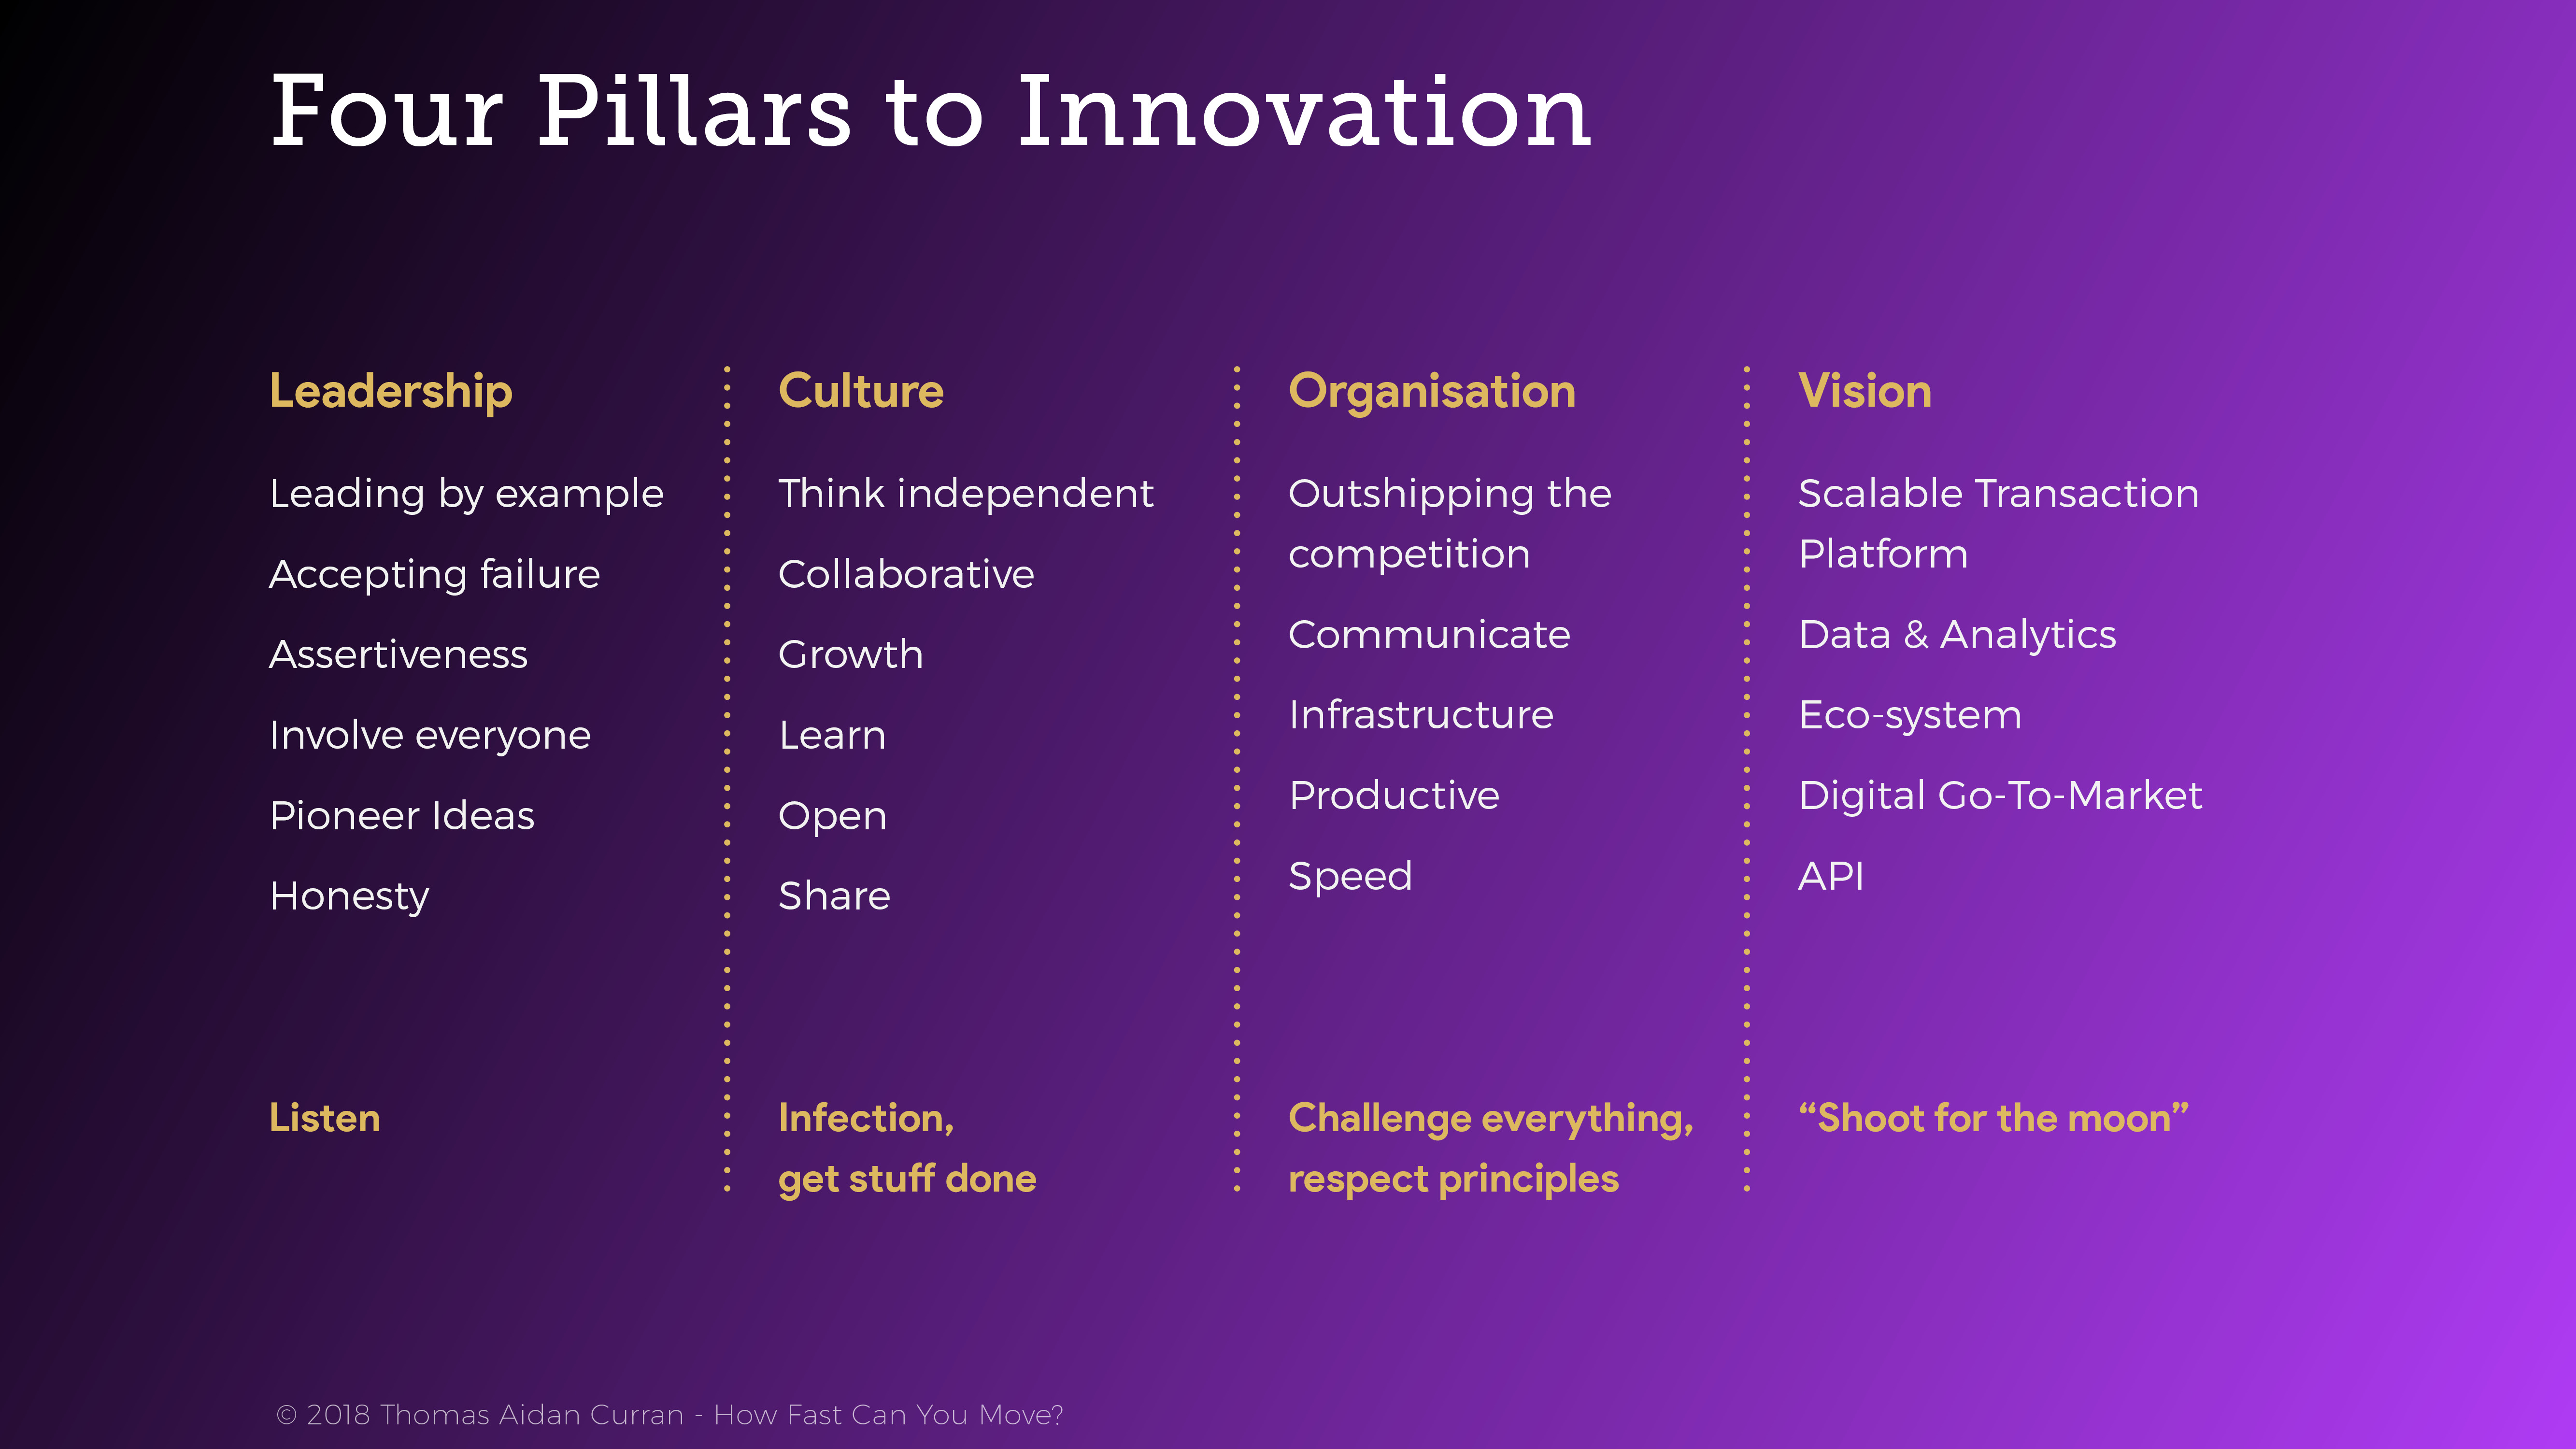 Four Pillars to Innovation
Leadership
Leading by example
Accepting failure
Assertiveness
Involve everyone
Pioneer Ideas
Honesty
Listen
Culture
Think independent
Collaborative
Growth
Learn
Open
Share
Infection,
get stuff done
Organisation
Outshipping the
competition
Communicate
Infrastructure
Productive
Speed
Challenge everything,
respect principles
Vision
Scalable Transaction
Platform
Data & Analytics
Eco-system
Digital Go-To-Market
API
“Shoot for the moon”
© 2018 Thomas Aidan Curran - How Fast Can You Move?